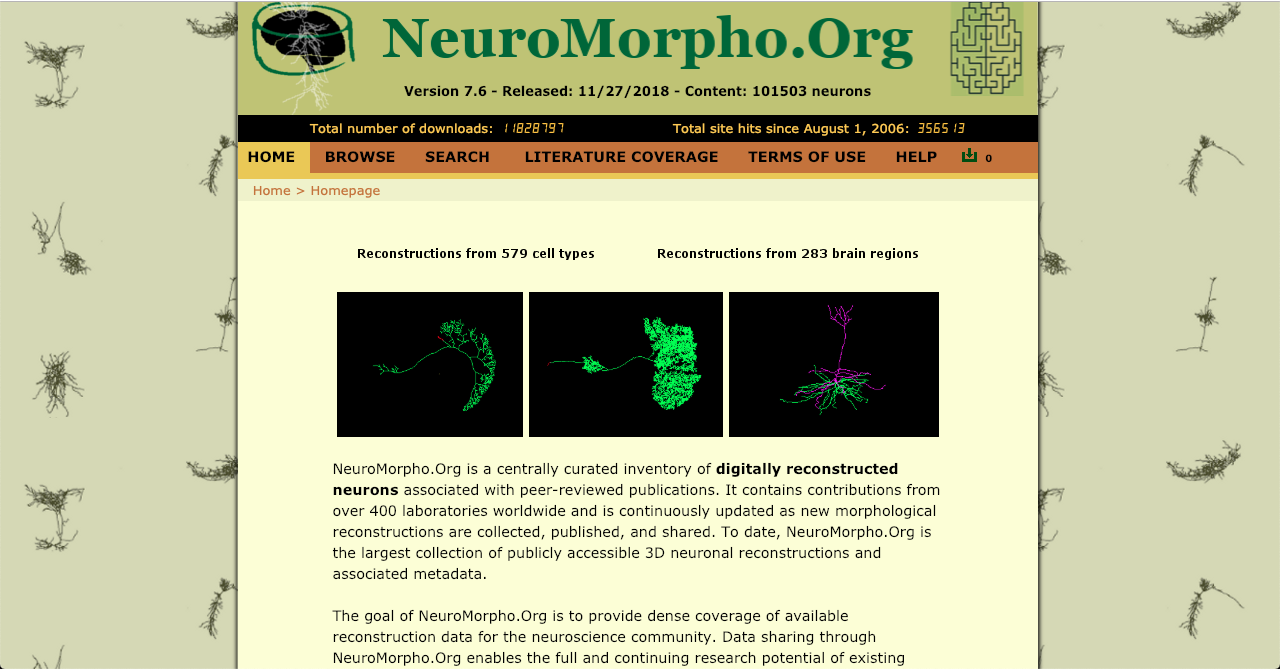 NeuroMorpho.Org
Version 7.6 - Released: 11/27/2018 - Content: 101503 neurons
Total number of downloads: 11828797 Total site hits since August 1, 2006: 356513
HOME BROWSE SEARCH LITERATURE COVERAGE TERMS OF USE HELP 0
Home > Homepage
Reconstructions from 579 cell types Reconstructions from 283 brain regions
NeuroMorpho.Org is a centrally curated inventory of digitally reconstructed
neurons associated with peer-reviewed publications. It contains contributions from
over 400 laboratories worldwide and is continuously updated as new morphological
reconstructions are collected, published, and shared. To date, NeuroMorpho.Org is
the largest collection of publicly accessible 3D neuronal reconstructions and
associated metadata.
The goal of NeuroMorpho.Org is to provide dense coverage of available
reconstruction data for the neuroscience community. Data sharing through
NeuroMorpho.Org enables the full and continuing research potential of existing